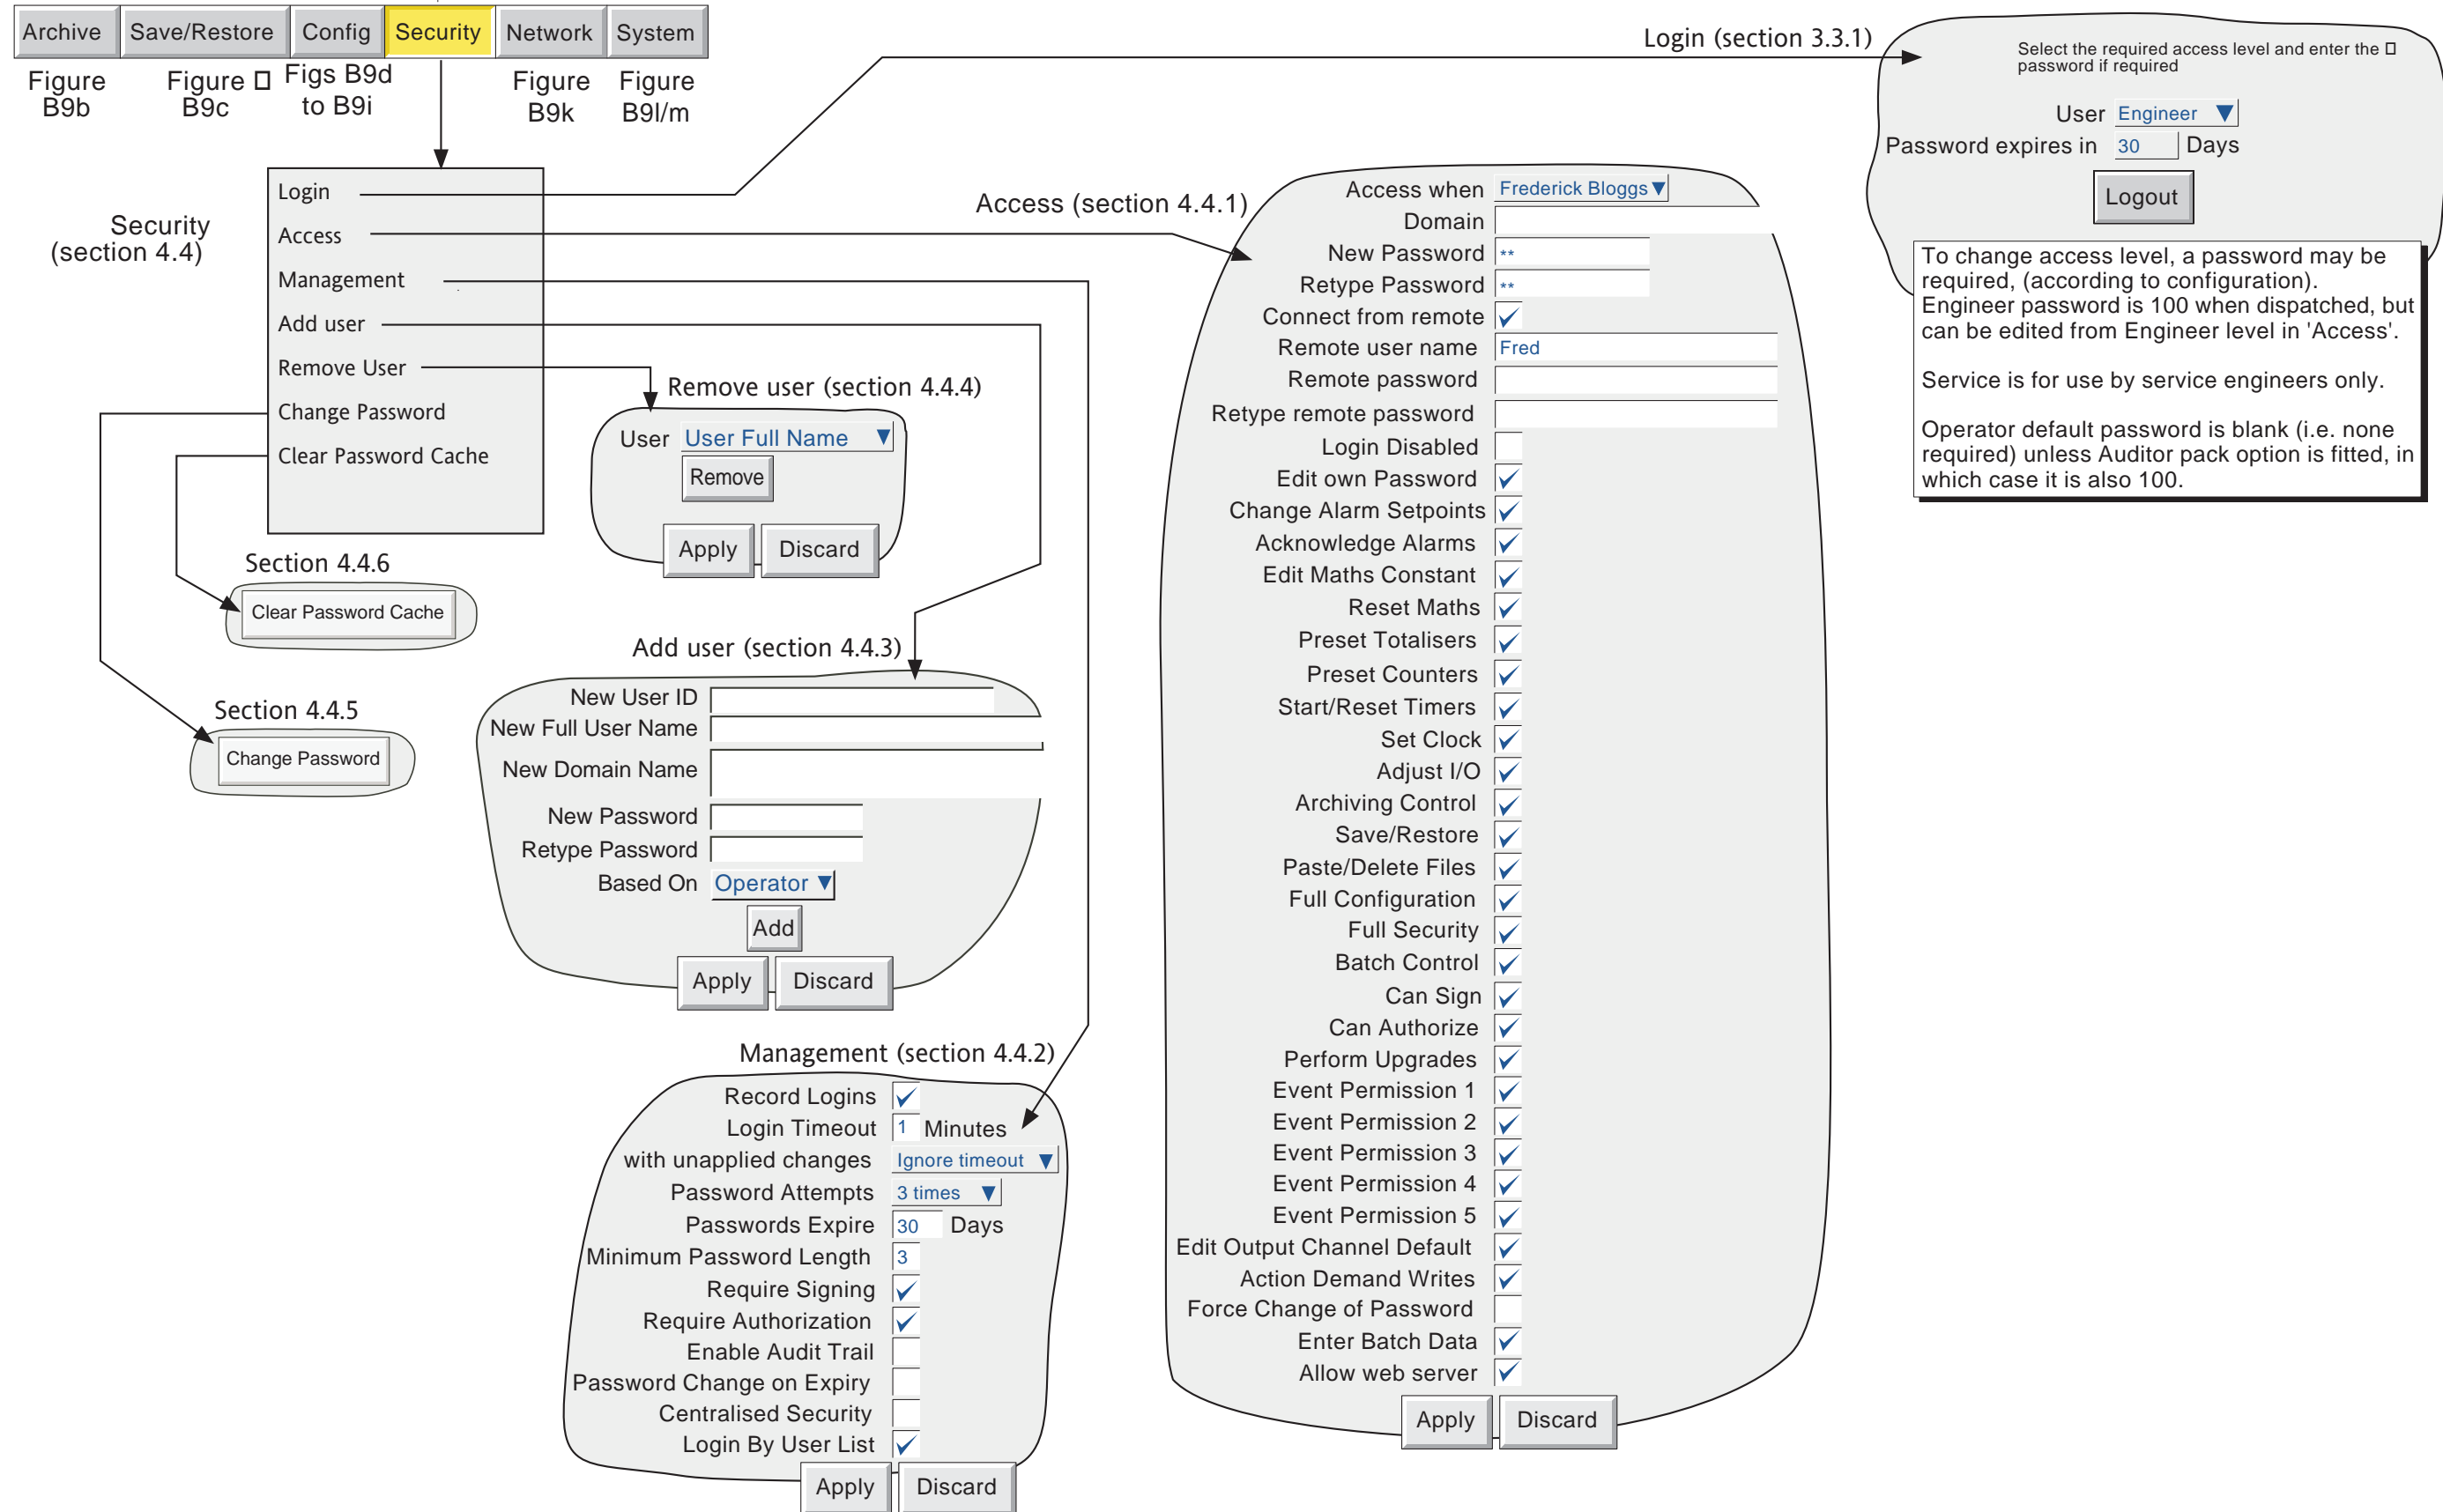 Archive Save/Restore Config Security Network System
Figure B9b
Figure B9c
Figs B9d to B9i
Figure B9k
Figure B9l/m
Security
(section 4.4)
Login
Access
Management
Add user
Remove User
Change Password
Clear Password Cache
Login (section 3.3.1)
Select the required access level and enter the
password if required
User Engineer
Password expires in 30 Days
Logout
To change access level, a password may be
required, (according to configuration).
Engineer password is 100 when dispatched, but
can be edited from Engineer level in 'Access'.
Service is for use by service engineers only.
Operator default password is blank (i.e. none
required) unless Auditor pack option is fitted, in
which case it is also 100.
Access (section 4.4.1)
Access when Frederick Bloggs
Domain
New Password **
Retype Password **
Connect from remote
Remote user name Fred
Remote password
Retype remote password
Login Disabled
Edit own Password
Change Alarm Setpoints
Acknowledge Alarms
Edit Maths Constant
Reset Maths
Preset Totalisers
Preset Counters
Start/Reset Timers
Set Clock
Adjust I/O
Archiving Control
Save/Restore
Paste/Delete Files
Full Configuration
Full Security
Batch Control
Can Sign
Can Authorize
Perform Upgrades
Event Permission 1
Event Permission 2
Event Permission 3
Event Permission 4
Event Permission 5
Edit Output Channel Default
Action Demand Writes
Force Change of Password
Enter Batch Data
Allow web server
Apply Discard
Remove user (section 4.4.4)
User User Full Name
Remove
Apply Discard
Section 4.4.6
Clear Password Cache
Section 4.4.5
Change Password
Add user (section 4.4.3)
New User ID
New Full User Name
New Domain Name
New Password
Retype Password
Based On Operator
Add
Apply Discard
Management (section 4.4.2)
Record Logins
Login Timeout 1 Minutes
with unapplied changes Ignore timeout
Password Attempts 3 times
Passwords Expire 30 Days
Minimum Password Length 3
Require Signing
Require Authorization
Enable Audit Trail
Password Change on Expiry
Centralised Security
Login By User List
Apply Discard